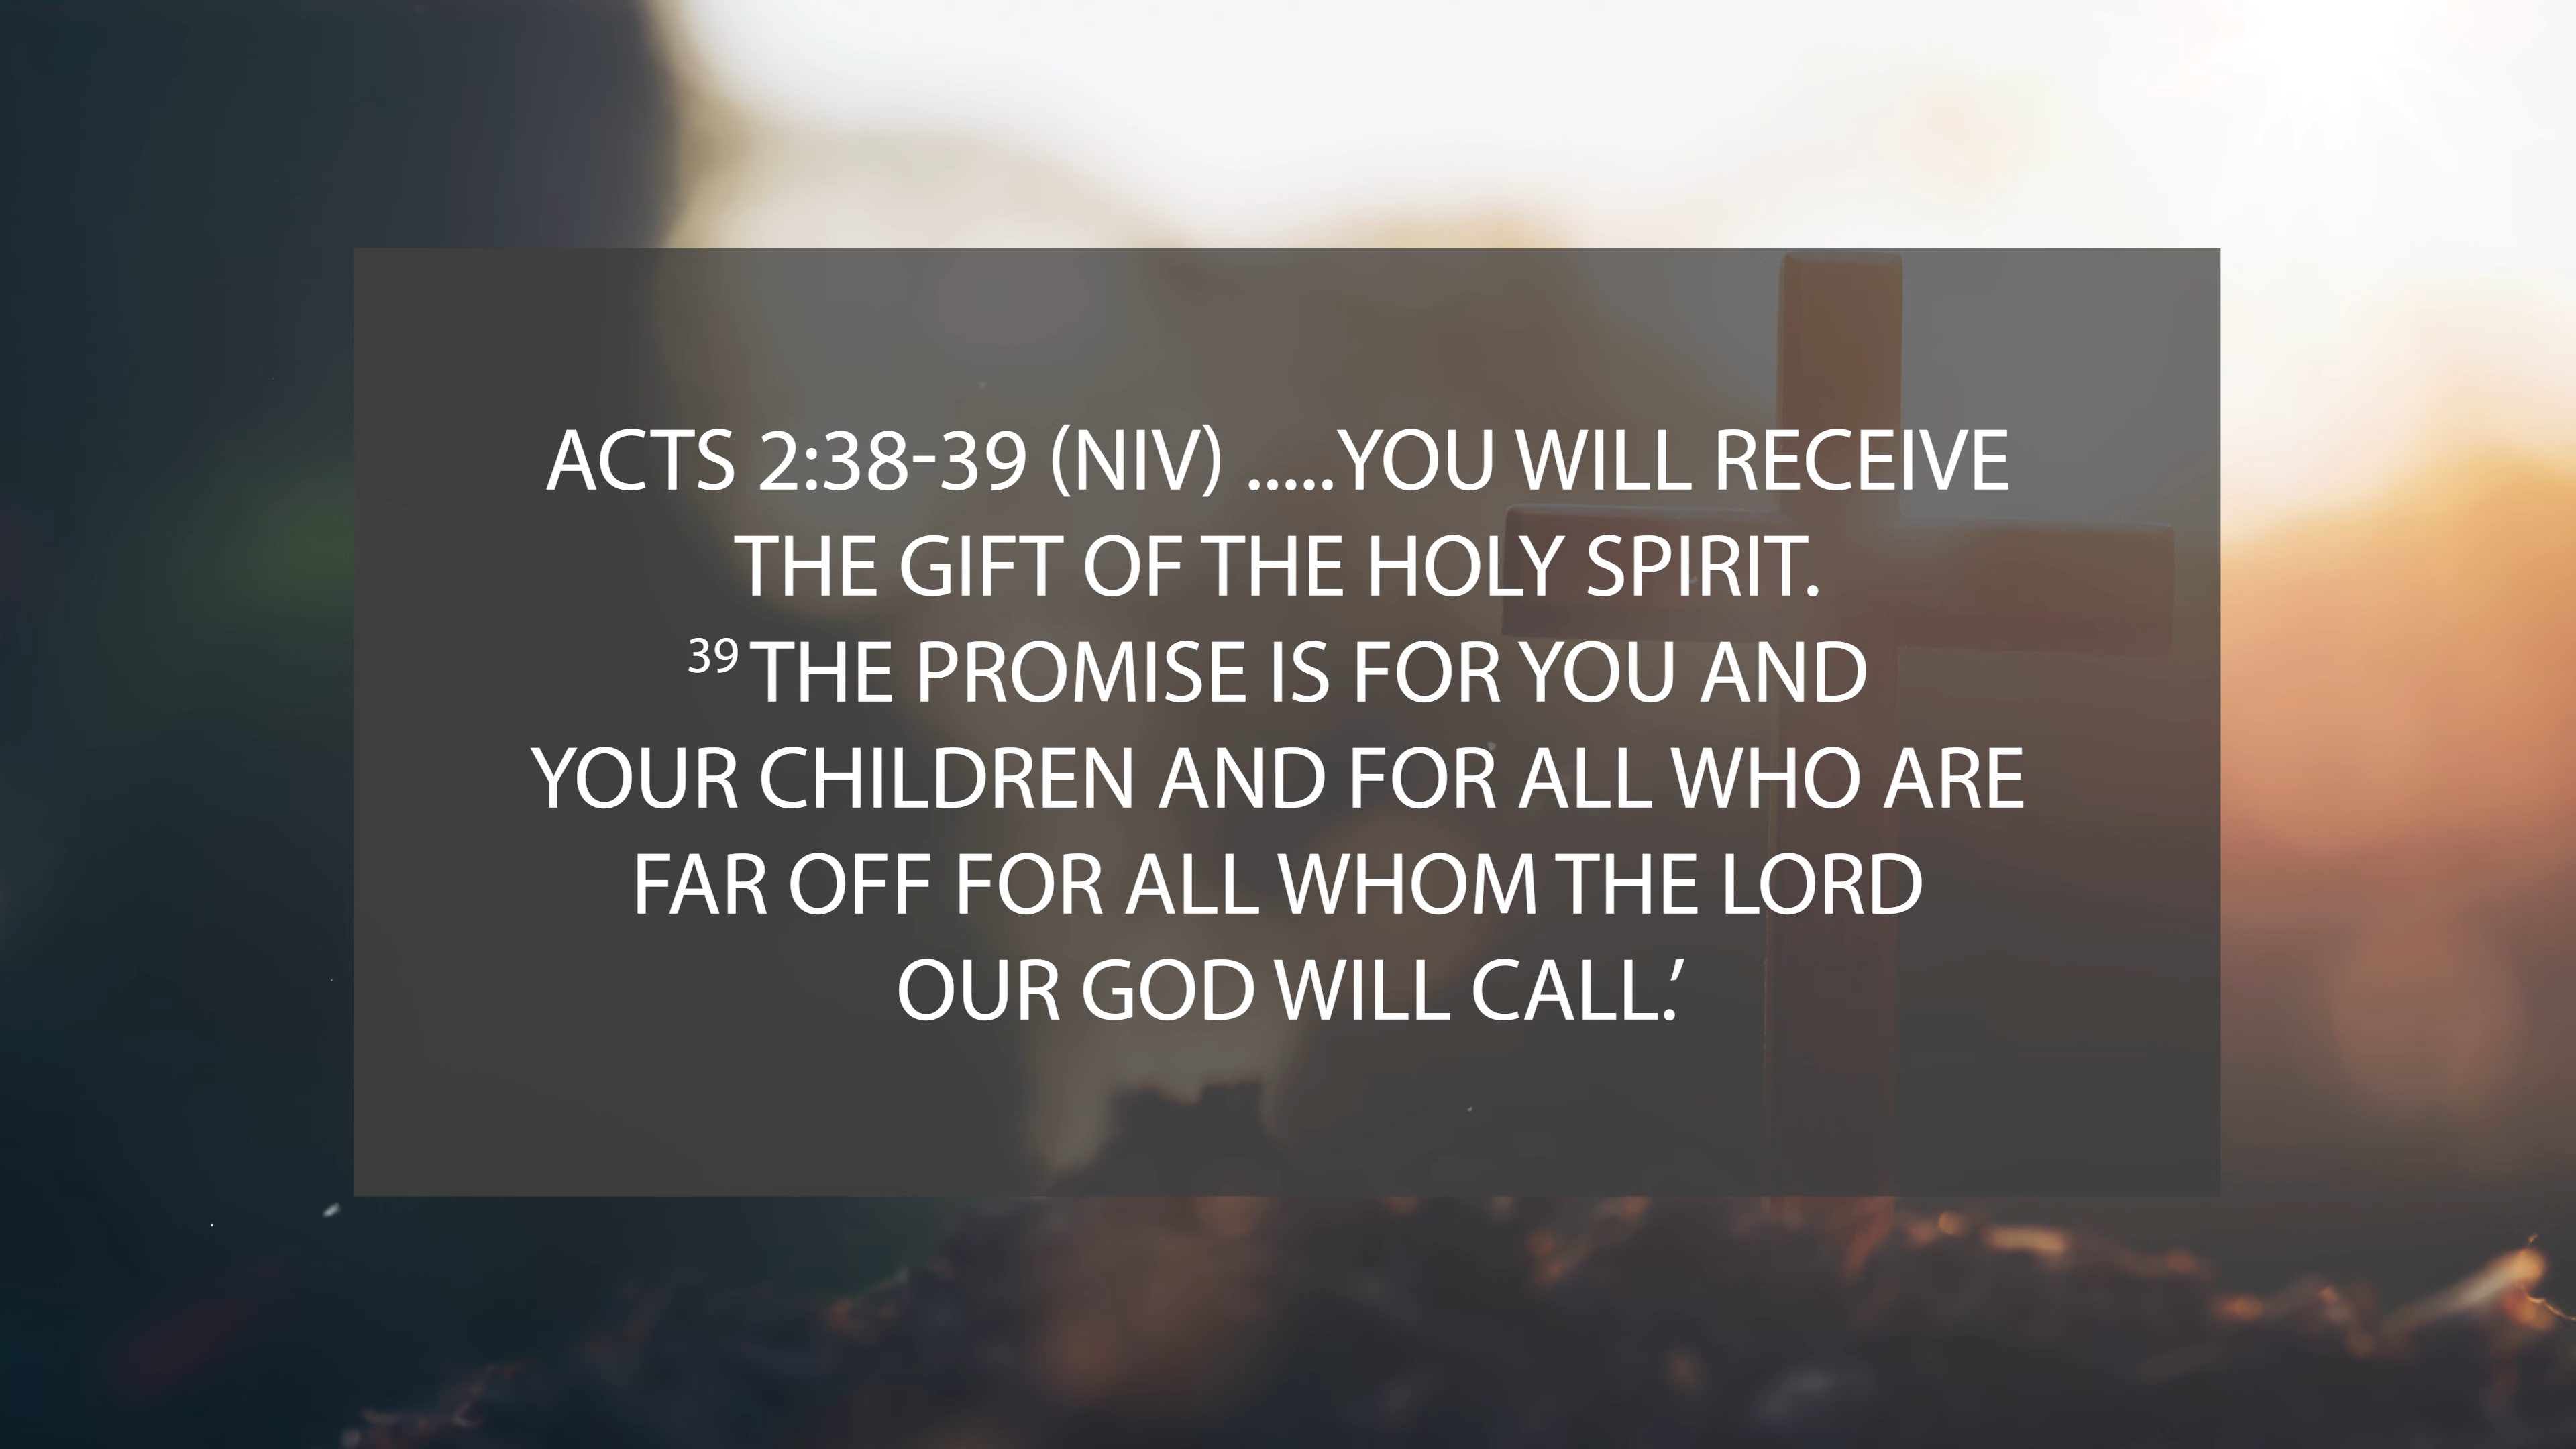 ACTS 2:38-39 (NIV) .....YOU WILL RECEIVE
THE GIFT OF THE HOLY SPIRIT.
39 THE PROMISE IS FOR YOU AND
YOUR CHILDREN AND FOR ALL WHO ARE
FAR OFF FOR ALL WHOM THE LORD
OUR GOD WILL CALL.’